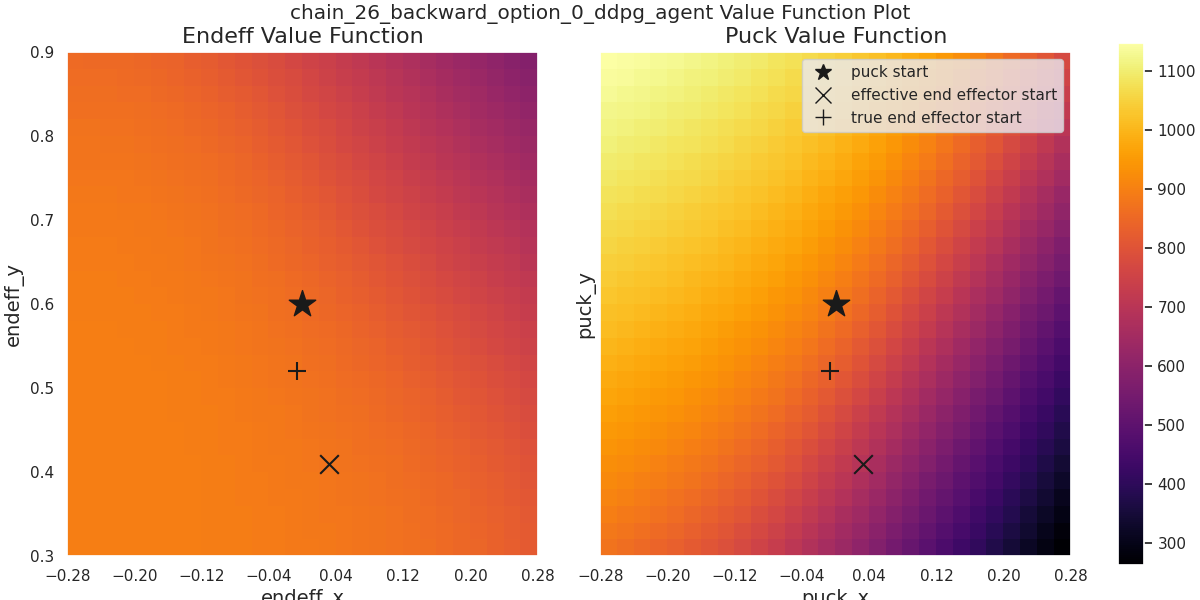 chain_26_backward_option_0_ddpg_agent Value Function Plot
Endeff Value Function
Puck Value Function
endeff_y
0.9
0.8
0.7
0.6
0.5
0.4
0.3
−0.28 −0.20 −0.12 −0.04 0.04 0.12 0.20 0.28
endeff_x
puck_y
puck start
effective end effector start
true end effector start
−0.28 −0.20 −0.12 −0.04 0.04 0.12 0.20 0.28
puck_x
1100
1000
900
800
700
600
500
400
300